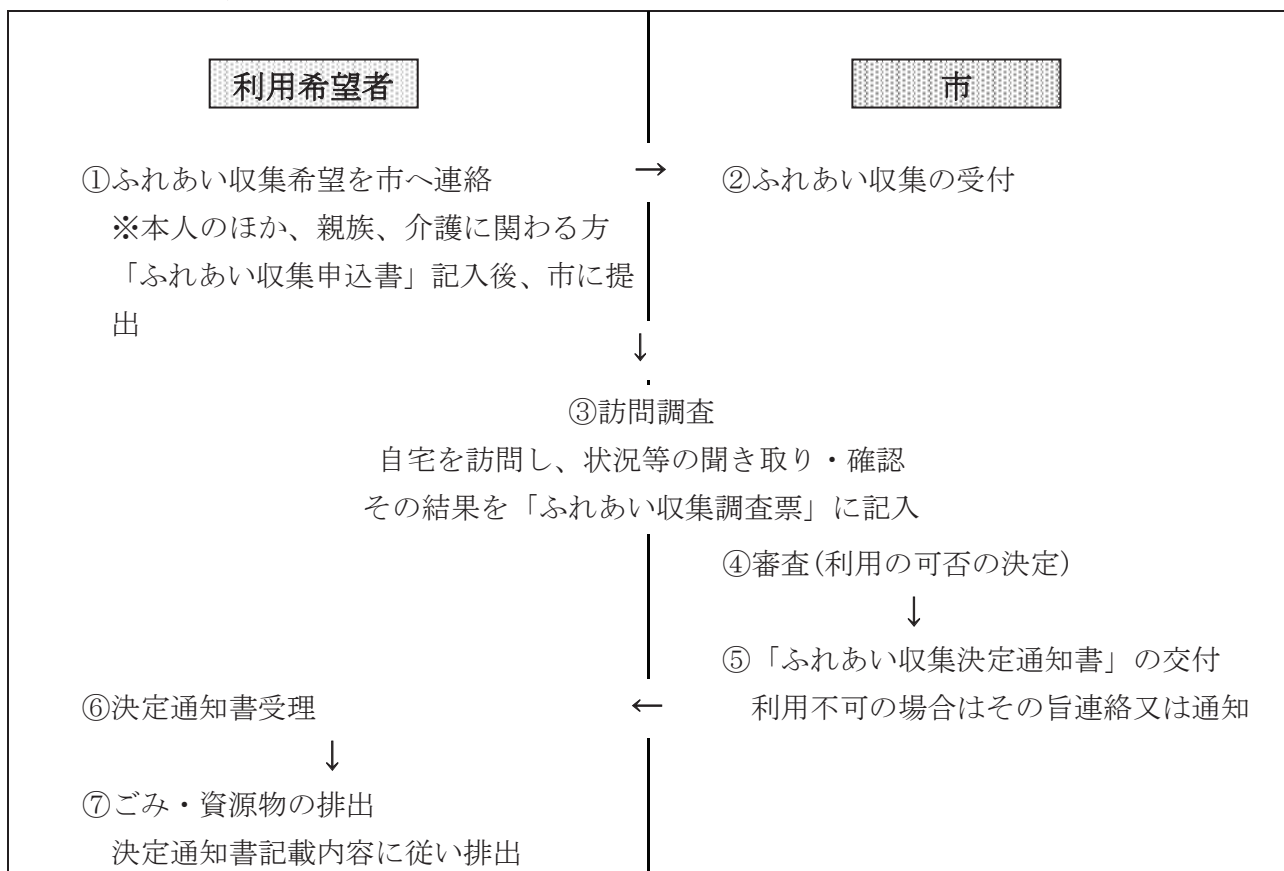 利用希望者
市
①ふれあい収集希望を市へ連絡
→
②ふれあい収集の受付
※本人のほか、親族、介護に関わる方
「ふれあい収集申込書」記入後、市に提
出
↓
③訪問調査
自宅を訪問し、状況等の聞き取り・確認
その結果を「ふれあい収集調査票」に記入
④審査(利用の可否の決定)
↓
⑤「ふれあい収集決定通知書」の交付
利用不可の場合はその旨連絡又は通知
←
⑥決定通知書受理
↓
⑦ごみ・資源物の排出
決定通知書記載内容に従い排出